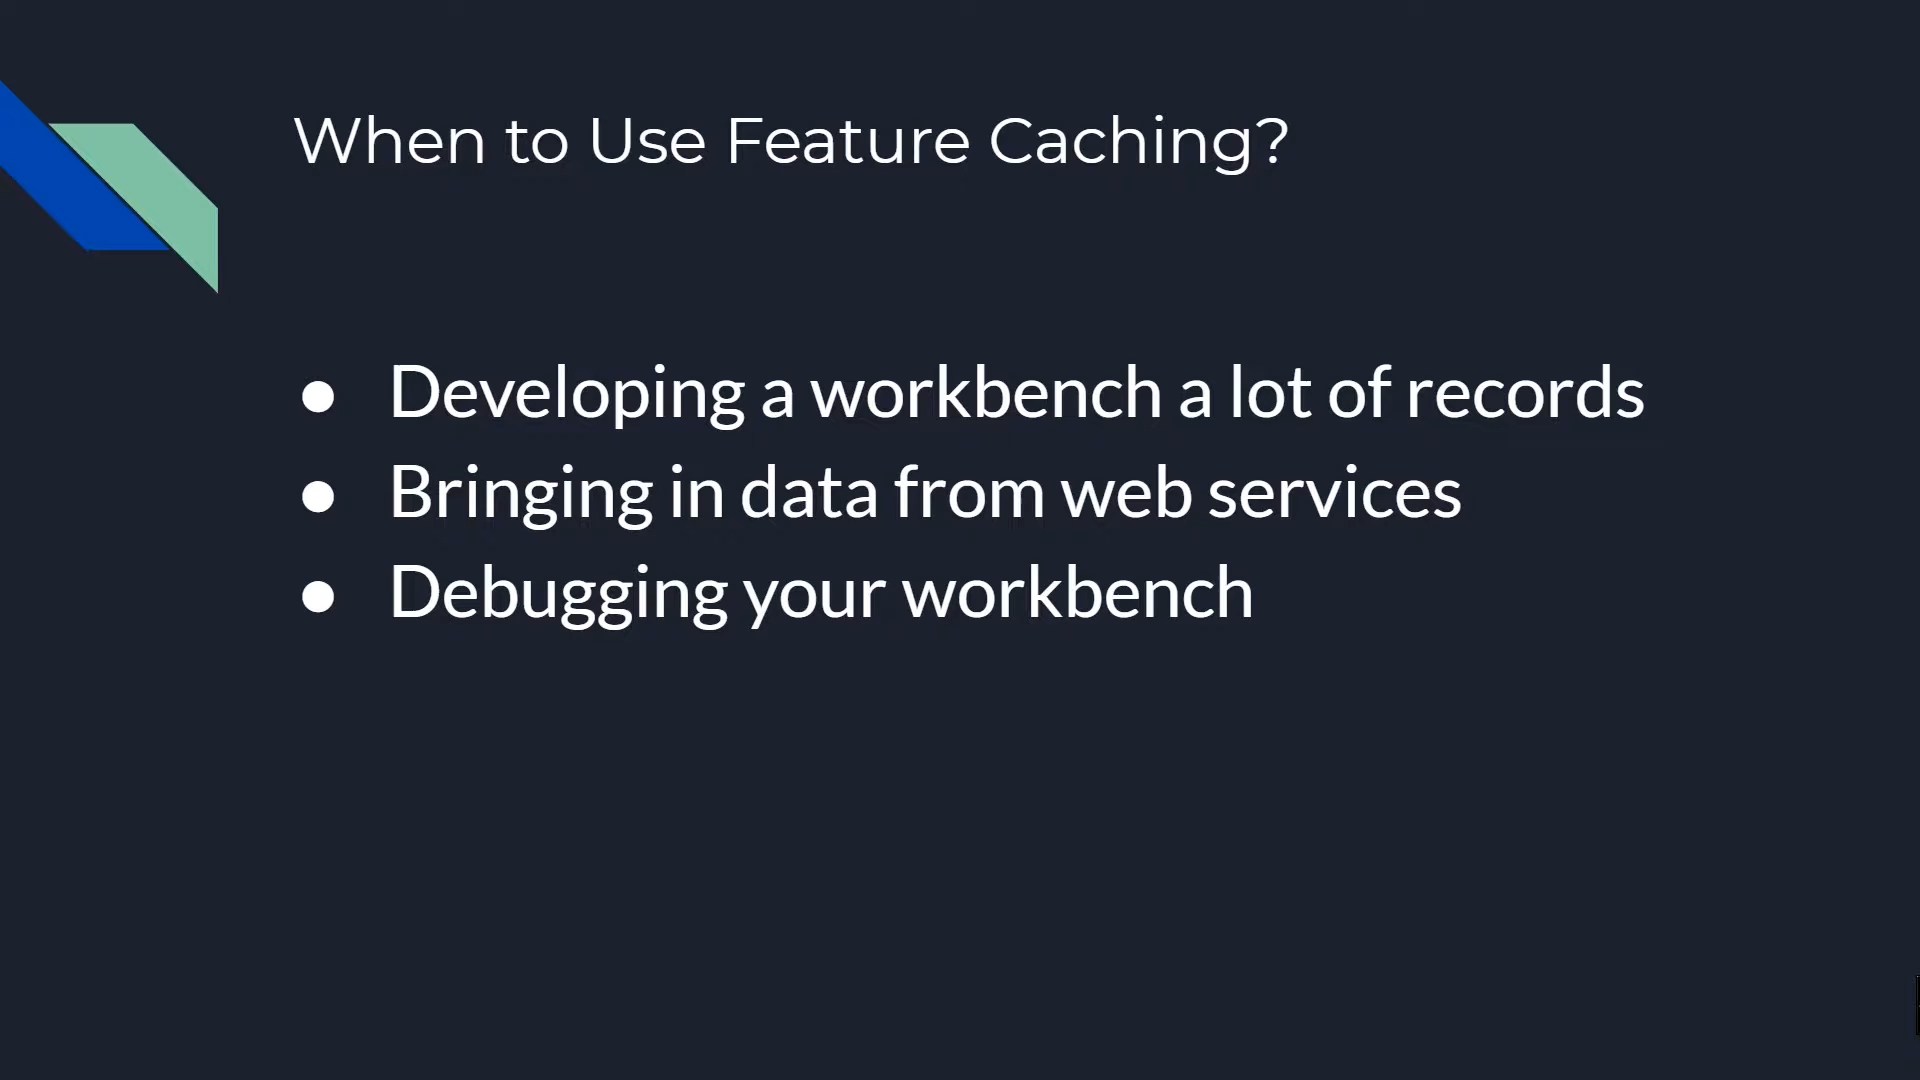 When to Use Feature Caching?
● Developing a workbench a lot of records
● Bringing in data from web services
● Debugging your workbench